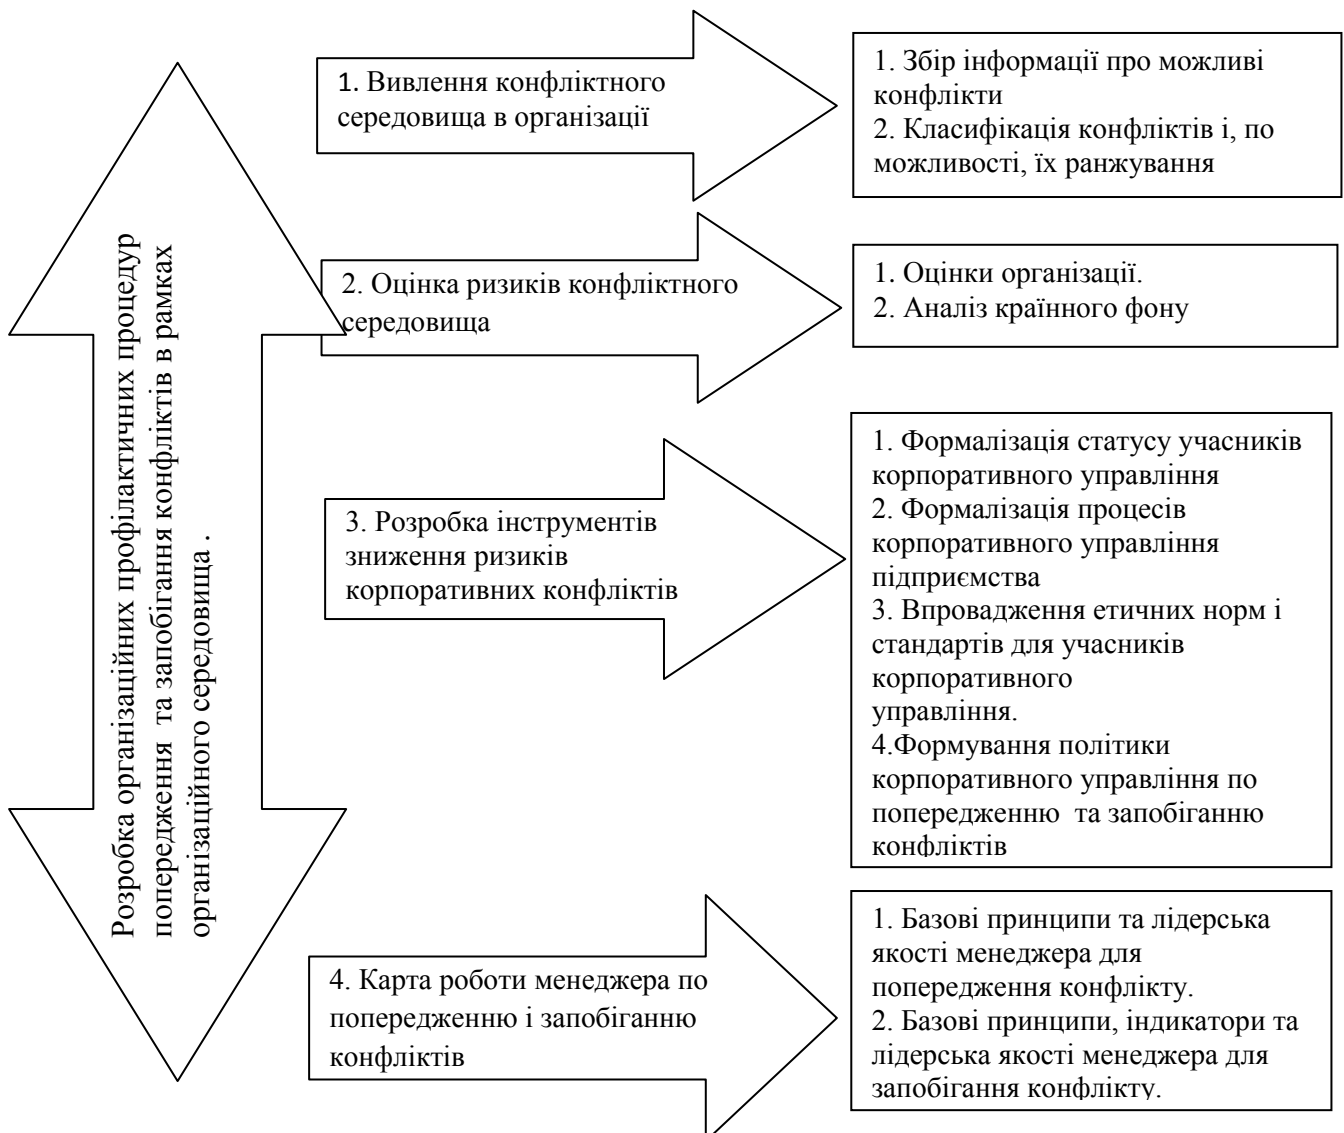 Розробка організаційних профілактичних процедур
попередження та запобігання конфліктів в рамках
організаційного середовища .
1. Вивлення конфліктного
середовища в організації
1. Збір інформації про можливі
конфлікти
2. Класифікація конфліктів і, по
можливості, їх ранжування
2. Оцінка ризиків конфліктного
середовища
1. Оцінки організації.
2. Аналіз країнного фону
3. Розробка інструментів
зниження ризиків
корпоративних конфліктів
1. Формалізація статусу учасників
корпоративного управління
2. Формалізація процесів
корпоративного управління
підприємства
3. Впровадження етичних норм і
стандартів для учасників
корпоративного
управління.
4.Формування політики
корпоративного управління по
попередженню та запобіганню
конфліктів
4. Карта роботи менеджера по
попередженню і запобіганню
конфліктів
1. Базові принципи та лідерська
якості менеджера для
попередження конфлікту.
2. Базові принципи, індикатори та
лідерська якості менеджера для
запобігання конфлікту.